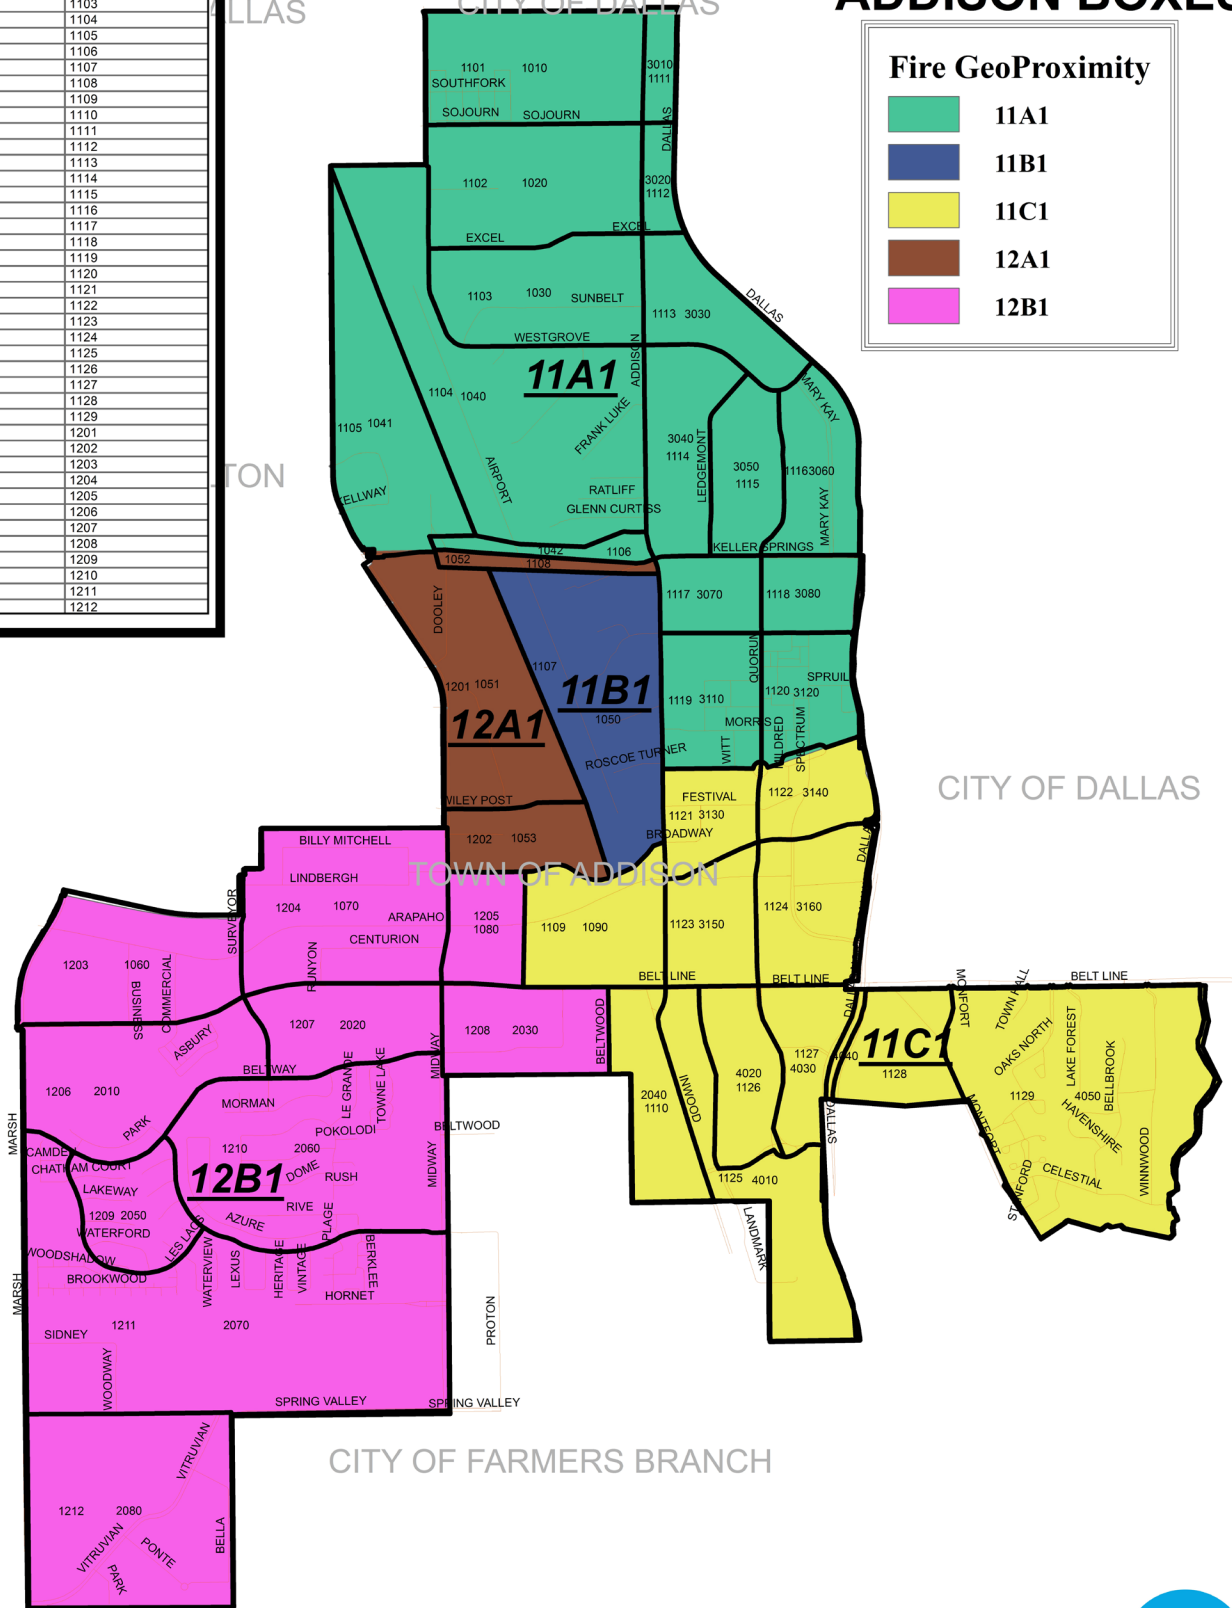 1103
1104
1105
1106
1107
1108
1109
1110
1111
1112
1113
1114
1115
1116
1117
1118
1119
1120
1121
1122
1123
1124
1125
1126
1127
1128
1129
1201
1202
1203
1204
1205
1206
1207
1208
1209
1210
1211
1212
CITY OF DALLAS
ADDISON BOXES
Fire GeoProximity
11A1
11B1
11C1
12A1
12B1
1101 1010
3010
1111
SOUTHFORK
SOJOURN SOJOURN
DALLAS
1102 1020
3020
1112
EXCEL EXCEL
1103 1030 SUNBELT
1113 3030
DALLAS
WESTGROVE
ADDISON
11A1
1104 1040
MARY KAY
FRANK LUKE
1105 1041
3040
1114
LEDGEMONT
3050
1115
1116 3060
AIRPORT
KELLWAY
RATLIFF
GLENN CURTISS
MARY KAY
KELLER SPRINGS
1042 1106
1052 1108
DOOLEY
1117 3070
1118 3080
1107
QUORUM
SPRUIL
1201 1051
11B1
1119 3110
1120 3120
1050
12A1
MORRIS
WITT
MILDRED
SPECTRUM
ROSCOE TURNER
CITY OF DALLAS
WILEY POST
FESTIVAL
1122 3140
1121 3130
BROADWAY
1202 1053
BILLY MITCHELL
DALLAS
TOWN OF ADDISON
LINDBERGH
1204 1070
SURVEYOR
ARAPAHO
1205
1080
CENTURION
1109 1090
1123 3150
1124 3160
1203 1060
BUSINESS
COMMERCIAL
RUNYON
BELT LINE
BELT LINE
BELT LINE
MONFORT
TOWN HALL
DALLAS
ASBURY
1207 2020
1208 2030
BELTWOOD
MIDWAY
11C1
OAKS NORTH
LAKE FOREST
BELLBROOK
1206 2010
BELTWAY
LE GRANDE
TOWNE LAKE
MORMAN
2040
1110
INWOOD
4020
1126
1127
4030
4040
1128
1129
4050
HAVENSHIRE
MARSH
PARK
POKOLODI
BELTWOOD
DALLAS
MONTFORT
CAMDEN
CHATHAM COURT
1210 2060
12B1
DOME
RUSH
MIDWAY
LAKEWAY
1125 4010
STANFORD
CELESTIAL
WINNWOOD
1209 2050
WATERFORD
RIVE
AZURE
PLAGE
LES LACS
LANDMARK
WOODSHADOW
BROOKWOOD
WATERVIEW
LEXUS
HERITAGE
VINTAGE
BERKLEE
HORNET
MARSH
1211 2070
SIDNEY
PROTON
WOODWAY
SPRING VALLEY
SPRING VALLEY
CITY OF FARMERS BRANCH
VITRUVIAN
1212 2080
VITRUVIAN
PONTE
PARK
BELLA